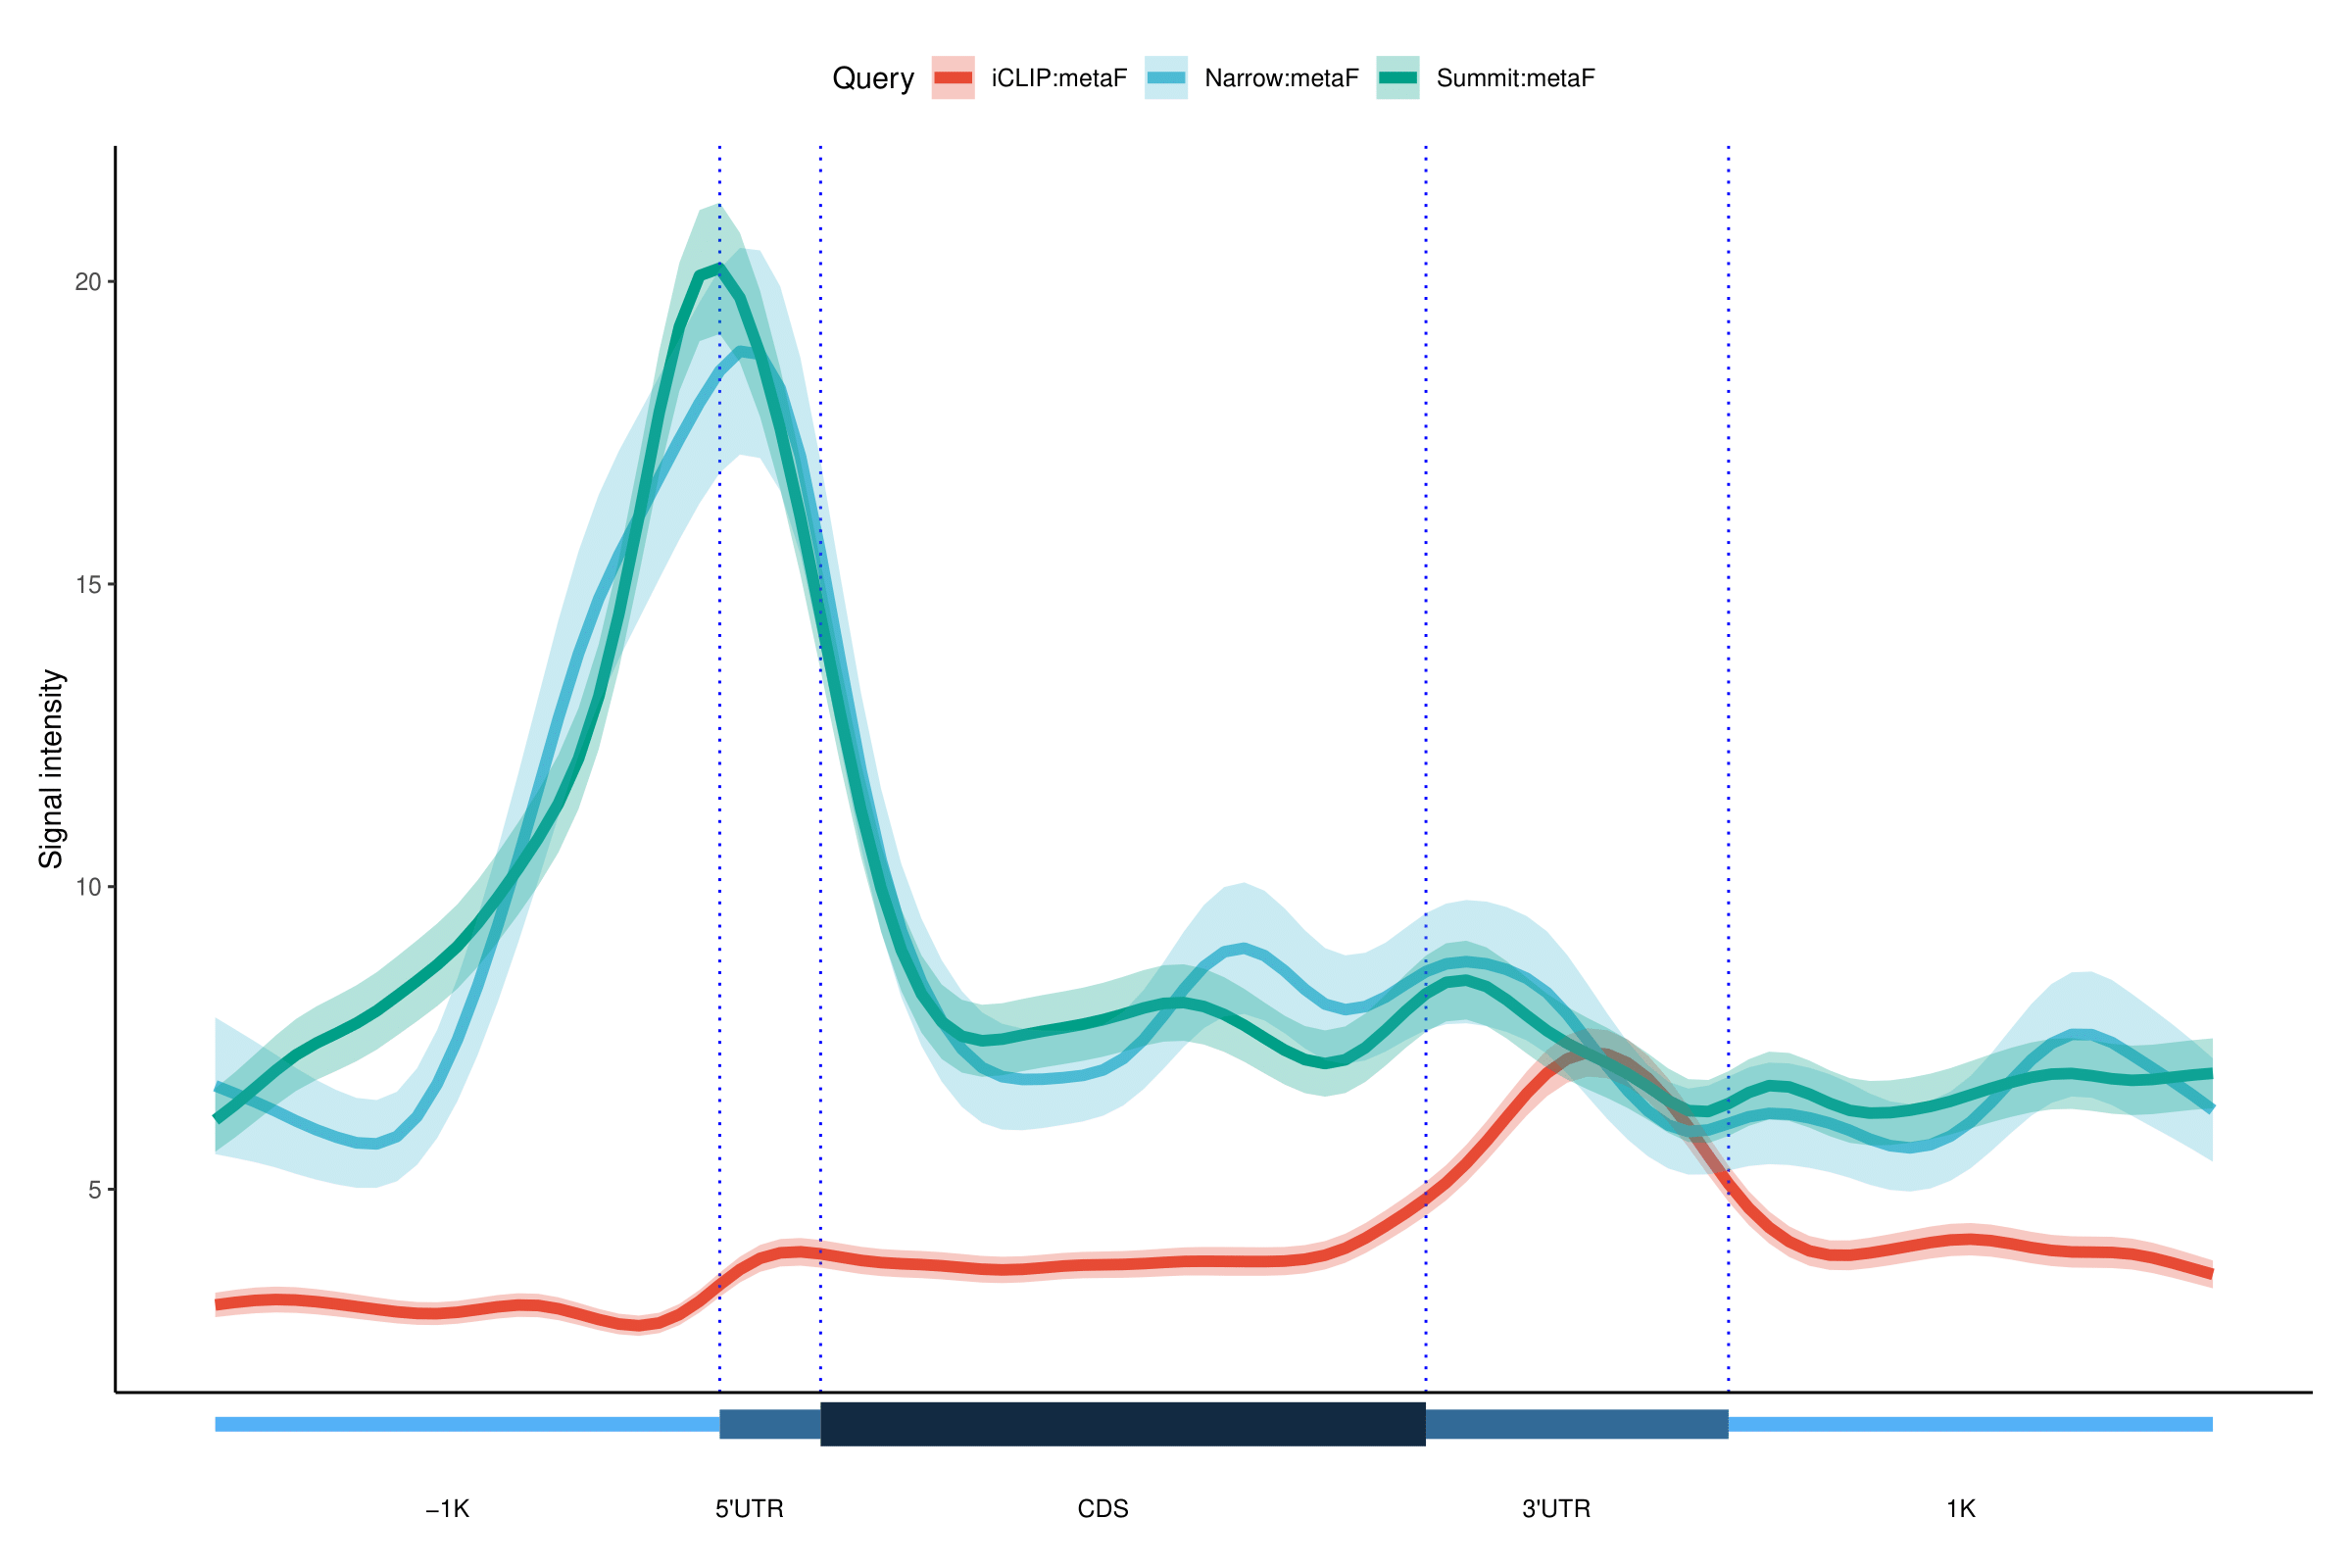 Query iCLIP:metaF Narrow:metaF Summit:metaF
20
15
10
5
Signal intensity
−1K 5'UTR CDS 3'UTR 1K